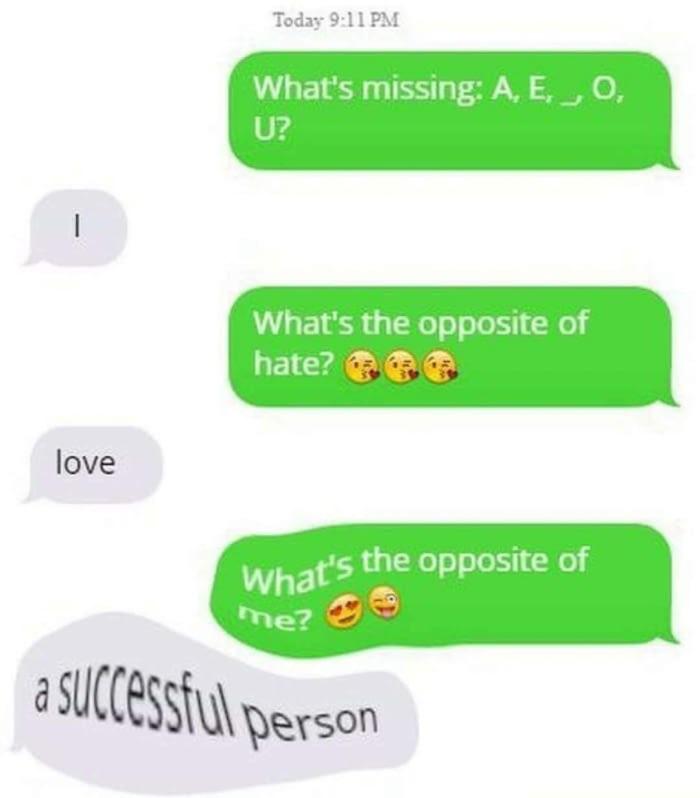 Today 9:11 PM
What's missing: A, E, _, O,
U?
I
What's the opposite of
hate? 😘😘😘
love
What's the opposite of
me? 😍😜
a successful person